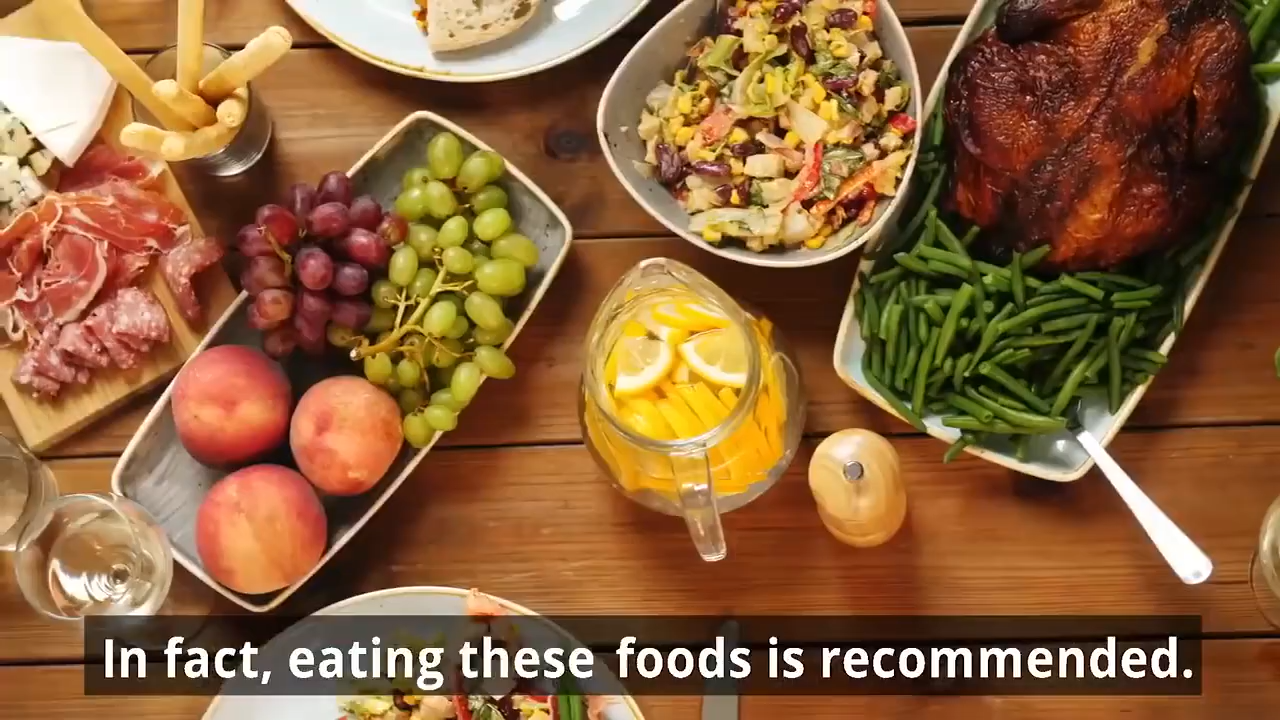 In fact, eating these foods is recommended.